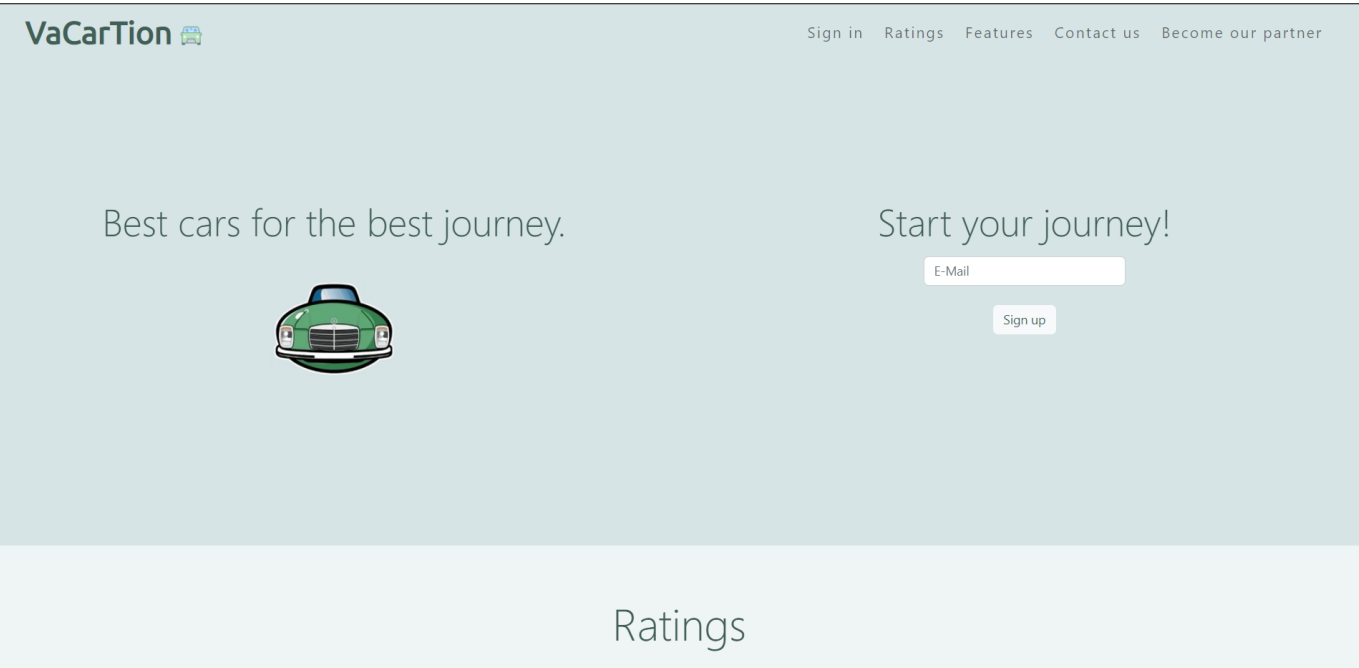 VaCarTion
Sign in Ratings Features Contact us Become our partner
Best cars for the best journey.
Start your journey!
E-Mail
Sign up
Ratings